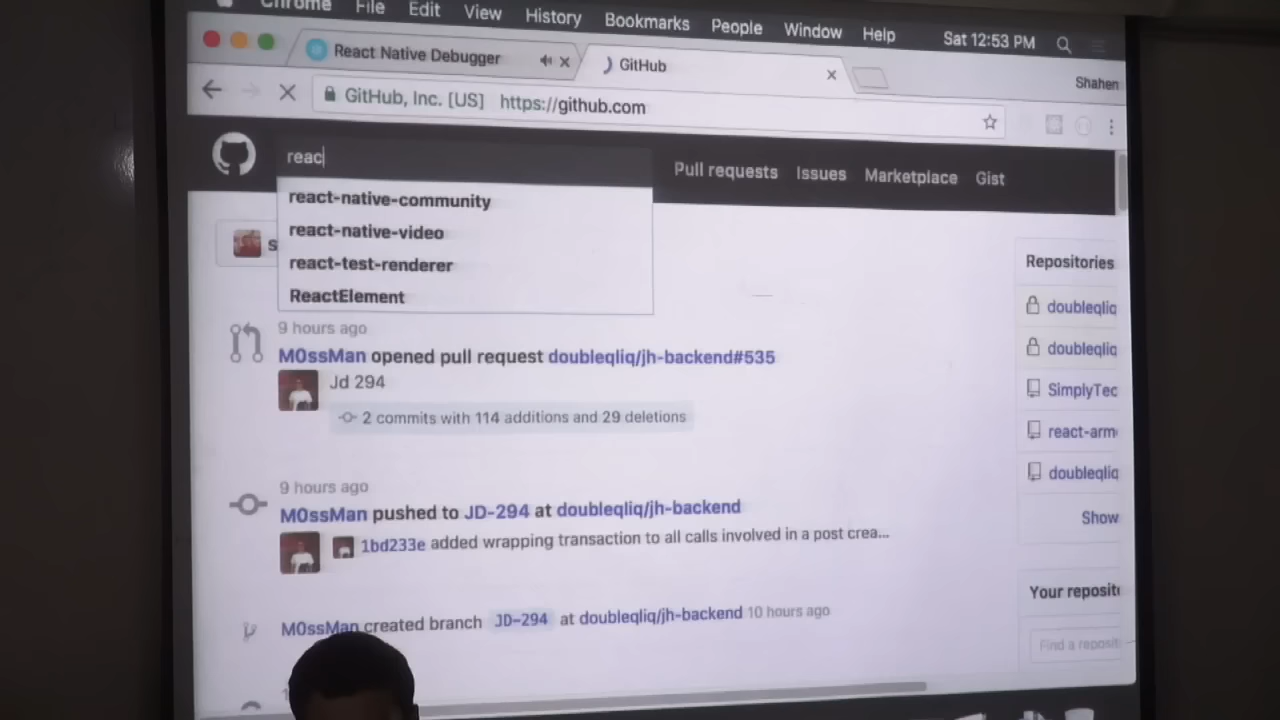 Chrome File Edit View History Bookmarks People Window Help Sat 12:53 PM
React Native Debugger GitHub Shahen
GitHub, Inc. [US] https://github.com
reac Pull requests Issues Marketplace Gist
react-native-community
react-native-video
react-test-renderer
ReactElement
s
9 hours ago
M0ssMan opened pull request doubleqliq/jh-backend#535
Jd 294
2 commits with 114 additions and 29 deletions
9 hours ago
M0ssMan pushed to JD-294 at doubleqliq/jh-backend
1bd233e added wrapping transaction to all calls involved in a post crea...
M0ssMan created branch JD-294 at doubleqliq/jh-backend 10 hours ago
Repositories
doubleqliq
doubleqliq
SimplyTec
react-arm
doubleqliq
Show
Your reposit
Find a reposit